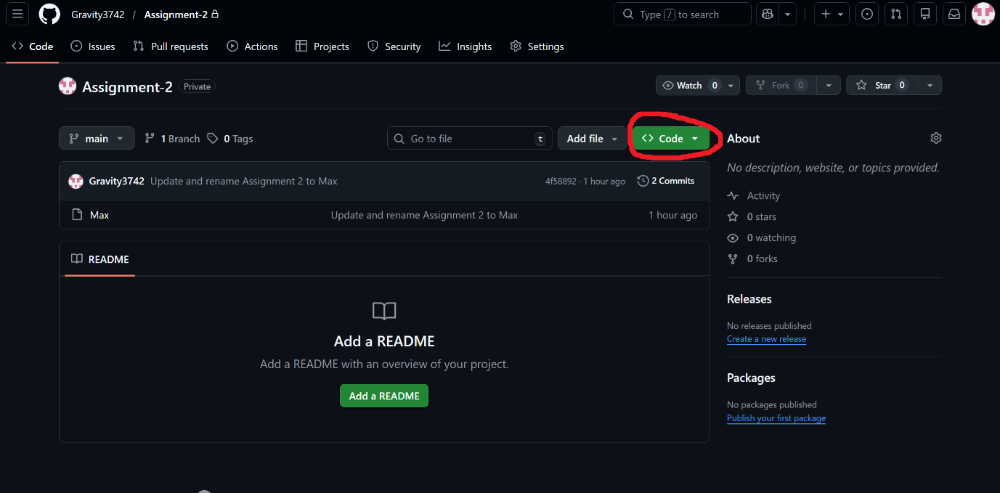 Gravity3742 / Assignment-2
Type / to search
Code Issues Pull requests Actions Projects Security Insights Settings
Assignment-2 Private
Watch 0 Fork 0 Star 0
main 1 Branch 0 Tags
Go to file t Add file Code
Gravity3742 Update and rename Assignment 2 to Max 4f58892 · 1 hour ago 2 Commits
Max Update and rename Assignment 2 to Max 1 hour ago
README
Add a README
Add a README with an overview of your project.
Add a README
About
No description, website, or topics provided.
Activity
0 stars
0 watching
0 forks
Releases
No releases published
Create a new release
Packages
No packages published
Publish your first package